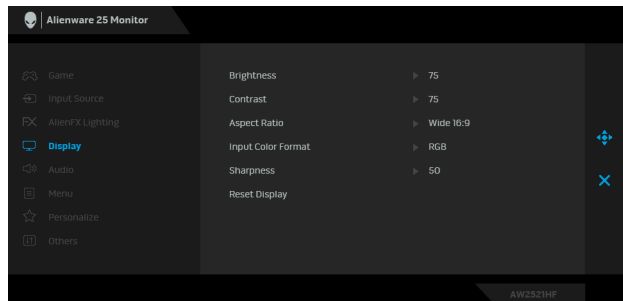 Alienware 25 Monitor
Game
Input Source
AlienFX Lighting
Display
Audio
Menu
Personalize
Others
Brightness 75
Contrast 75
Aspect Ratio Wide 16:9
Input Color Format RGB
Sharpness 50
Reset Display
AW2521HF